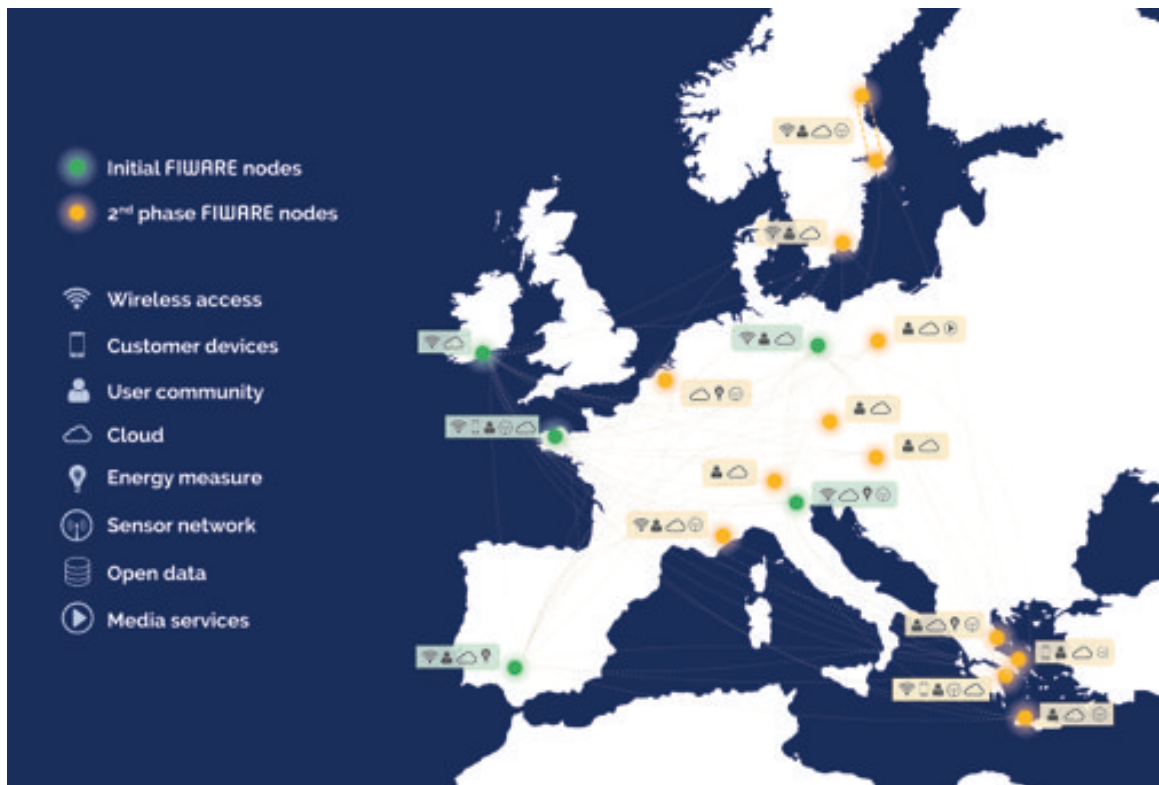 Initial FIWARE nodes
2nd phase FIWARE nodes
Wireless access
Customer devices
User community
Cloud
Energy measure
Sensor network
Open data
Media services